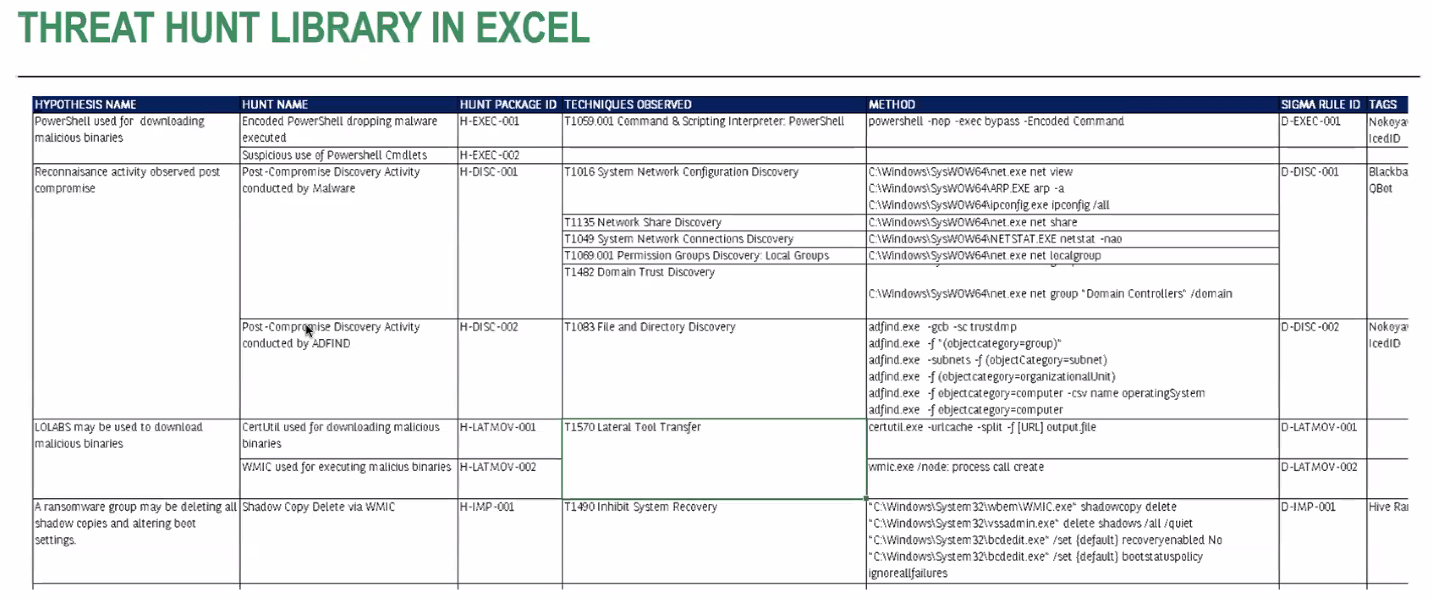 THREAT HUNT LIBRARY IN EXCEL
HYPOTHESIS NAME HUNT NAME HUNT PACKAGE ID TECHNIQUES OBSERVED METHOD SIGMA RULE ID TAGS
PowerShell used for downloading
malicious binaries
Encoded PowerShell dropping malware
executed
H-EXEC-001
T1059.001 Command & Scripting Interpreter: PowerShell
powershell -nop -exec bypass -Encoded Command
D-EXEC-001
Nokoya
IcedID
Suspicious use of Powershell Cmdlets
H-EXEC-002
Reconnaisance activity observed post
compromise
Post-Compromise Discovery Activity
conducted by Malware
H-DISC-001
T1016 System Network Configuration Discovery
C:\Windows\SysWOW64\net.exe net view
C:\Windows\SysWOW64\ARP.EXE arp -a
C:\Windows\SysWOW64\ipconfig.exe ipconfig /all
D-DISC-001
Blackba
QBot
T1135 Network Share Discovery
C:\Windows\SysWOW64\net.exe net share
T1049 System Network Connections Discovery
C:\Windows\SysWOW64\NETSTAT.EXE netstat -nao
T1069.001 Permission Groups Discovery: Local Groups
C:\Windows\SysWOW64\net.exe net localgroup
T1482 Domain Trust Discovery
C:\Windows\SysWOW64\net.exe net group "Domain Controllers" /domain
Post-Compromise Discovery Activity
conducted by ADFIND
H-DISC-002
T1083 File and Directory Discovery
adfind.exe -gcb -sc trustdmp
adfind.exe -f "(objectcategory=group)"
adfind.exe -subnets -f (objectCategory=subnet)
adfind.exe -f (objectcategory=organizationalUnit)
adfind.exe -f objectcategory=computer -csv name operatingSystem
adfind.exe -f objectcategory=computer
D-DISC-002
Nokoya
IcedID
LOLABS may be used to download
malicious binaries
CertUtil used for downloading malicious
binaries
H-LATMOV-001
T1570 Lateral Tool Transfer
certutil.exe -urlcache -split -f [URL] output.file
D-LATMOV-001
WMIC used for executing malicius binaries
H-LATMOV-002
wmic.exe /node: process call create
D-LATMOV-002
A ransomware group may be deleting all
shadow copies and altering boot
settings.
Shadow Copy Delete via WMIC
H-IMP-001
T1490 Inhibit System Recovery
"C:\Windows\System32\wbem\WMIC.exe" shadowcopy delete
"C:\Windows\System32\vssadmin.exe" delete shadows /all /quiet
"C:\Windows\System32\bcdedit.exe" /set {default} recoveryenabled No
"C:\Windows\System32\bcdedit.exe" /set {default} bootstatuspolicy
ignoreallfailures
D-IMP-001
Hive Ra